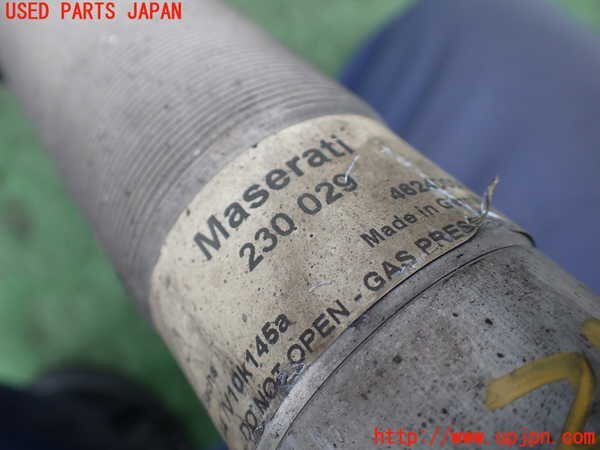 USED PARTS JAPAN
Maserati
230 029
Made in
10K145a
DO NOT OPEN - GAS PRESS
http://www.upjpn.com